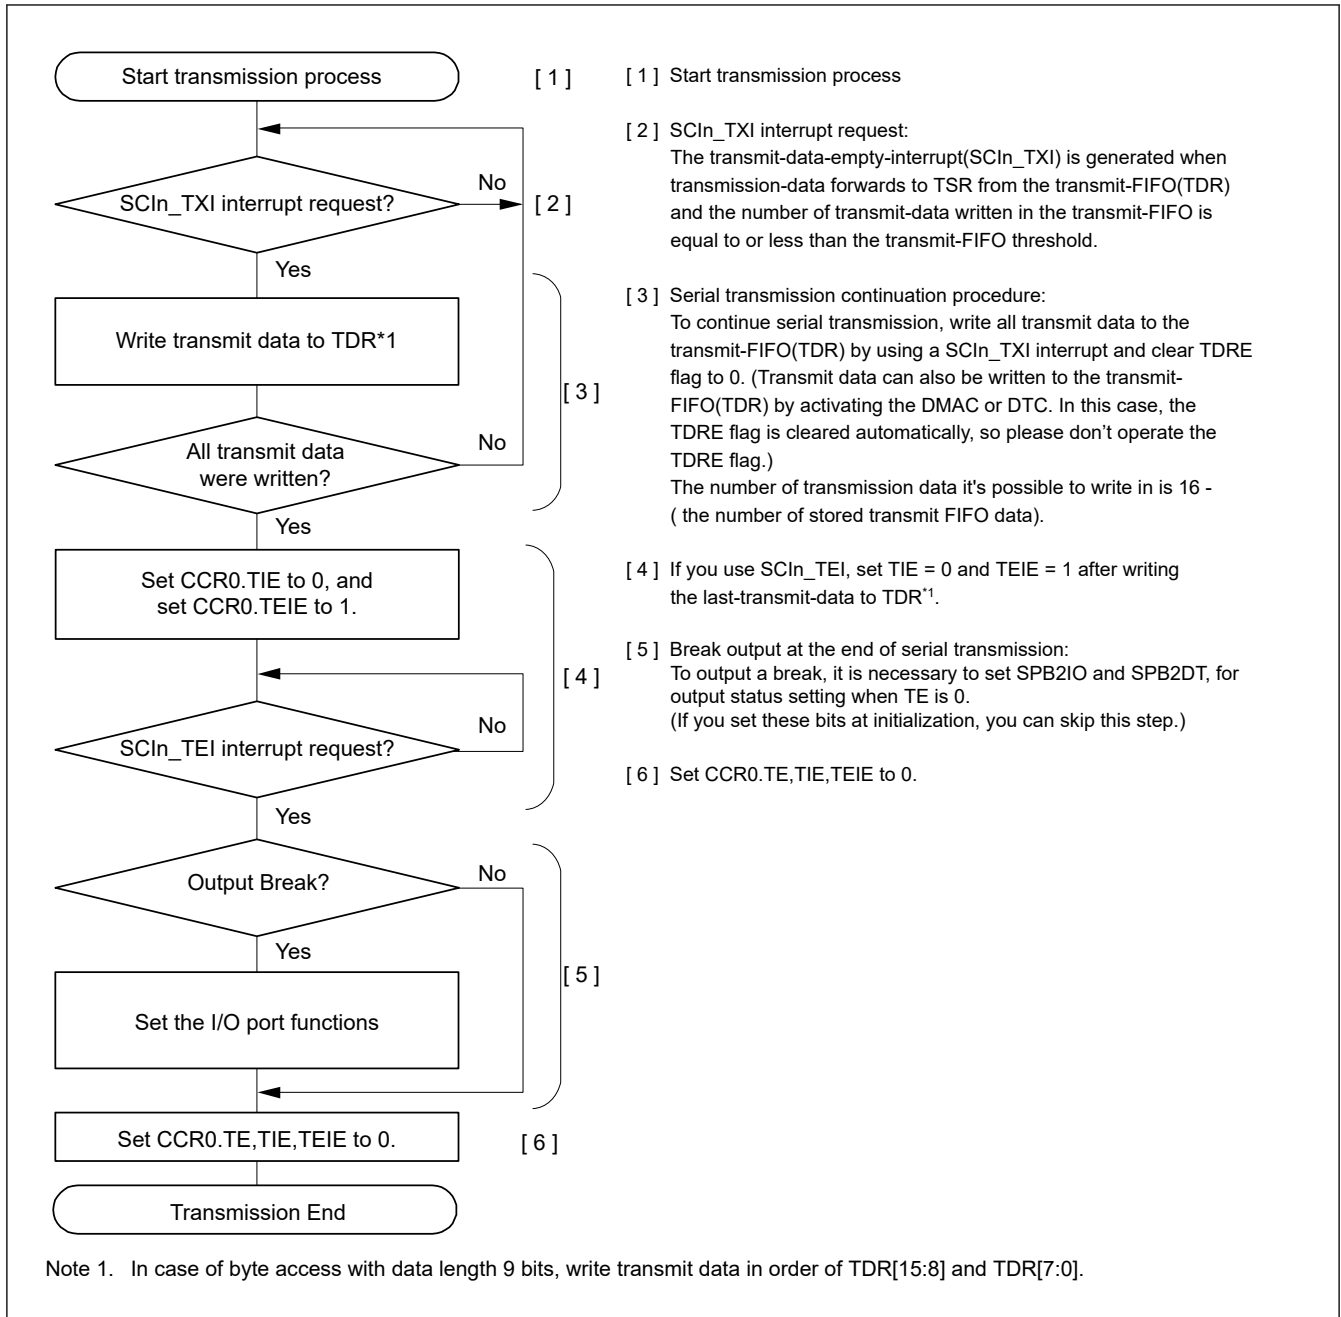 Start transmission process
[ 1 ]
SCIn_TXI interrupt request?
No
[ 2 ]
Yes
Write transmit data to TDR*1
[ 3 ]
All transmit data
were written?
No
Yes
Set CCR0.TIE to 0, and
set CCR0.TEIE to 1.
[ 4 ]
SCIn_TEI interrupt request?
No
Yes
Output Break?
No
Yes
[ 5 ]
Set the I/O port functions
Set CCR0.TE,TIE,TEIE to 0.
[ 6 ]
Transmission End
[ 1 ] Start transmission process
[ 2 ] SCIn_TXI interrupt request:
The transmit-data-empty-interrupt(SCIn_TXI) is generated when
transmission-data forwards to TSR from the transmit-FIFO(TDR)
and the number of transmit-data written in the transmit-FIFO is
equal to or less than the transmit-FIFO threshold.
[ 3 ] Serial transmission continuation procedure:
To continue serial transmission, write all transmit data to the
transmit-FIFO(TDR) by using a SCIn_TXI interrupt and clear TDRE
flag to 0. (Transmit data can also be written to the transmit-
FIFO(TDR) by activating the DMAC or DTC. In this case, the
TDRE flag is cleared automatically, so please don’t operate the
TDRE flag.)
The number of transmission data it's possible to write in is 16 -
( the number of stored transmit FIFO data).
[ 4 ] If you use SCIn_TEI, set TIE = 0 and TEIE = 1 after writing
the last-transmit-data to TDR*1.
[ 5 ] Break output at the end of serial transmission:
To output a break, it is necessary to set SPB2IO and SPB2DT, for
output status setting when TE is 0.
(If you set these bits at initialization, you can skip this step.)
[ 6 ] Set CCR0.TE,TIE,TEIE to 0.
Note 1. In case of byte access with data length 9 bits, write transmit data in order of TDR[15:8] and TDR[7:0].